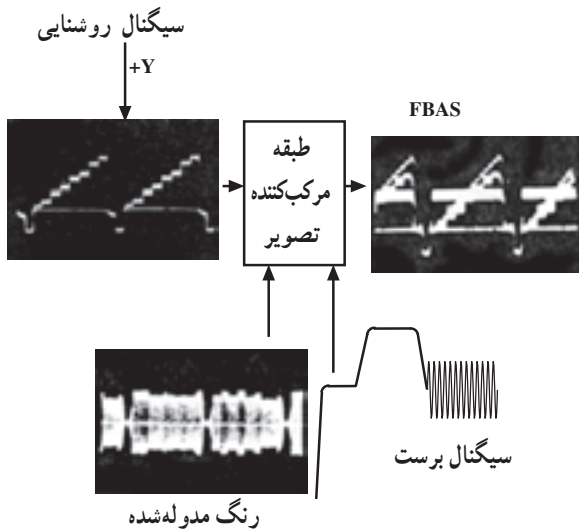 سیگنال روشنایی
+Y
FBAS
طبقه
مرکب‌کننده
تصویر
سیگنال برست
رنگ مدوله‌شده